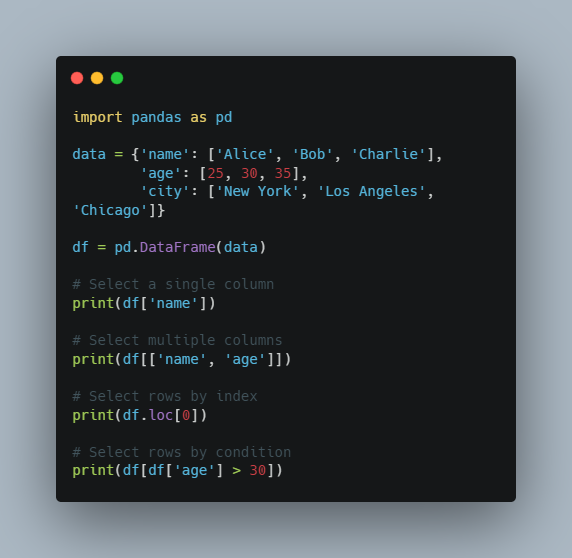 import pandas as pd

data = {'name': ['Alice', 'Bob', 'Charlie'],
        'age': [25, 30, 35],
        'city': ['New York', 'Los Angeles',
'Chicago']}

df = pd.DataFrame(data)

# Select a single column
print(df['name'])

# Select multiple columns
print(df[['name', 'age']])

# Select rows by index
print(df.loc[0])

# Select rows by condition
print(df[df['age'] > 30])